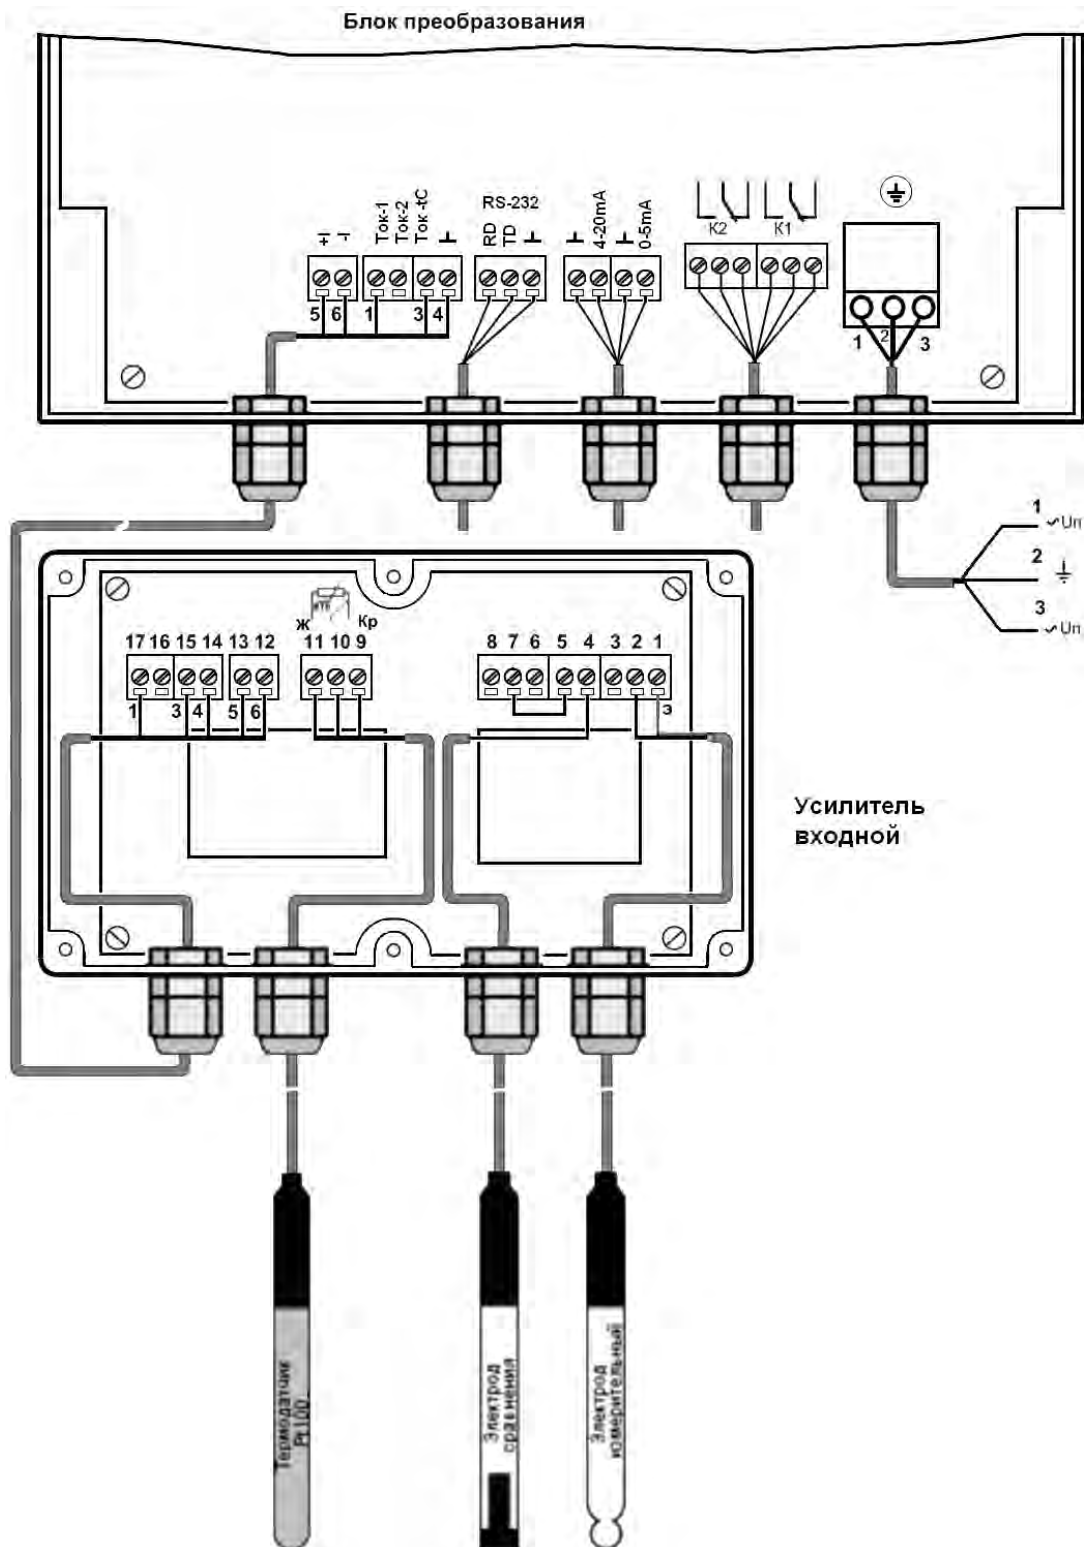 Блок преобразования
+I
-I
Ток-1
Ток-2
Ток-tC
RS-232
RD
TD
4-20mA
0-5mA
К2
К1
5 6 1 3 4
1 2 3
1 ~Uп
2
3 ~Uп
Ж
Кр
17 16 15 14 13 12 11 10 9 8 7 6 5 4 3 2 1
1 3 4 5 6
Э
Усилитель
входной
Термодатчик
Pt100
Электрод
сравнения
Электрод
измерительный